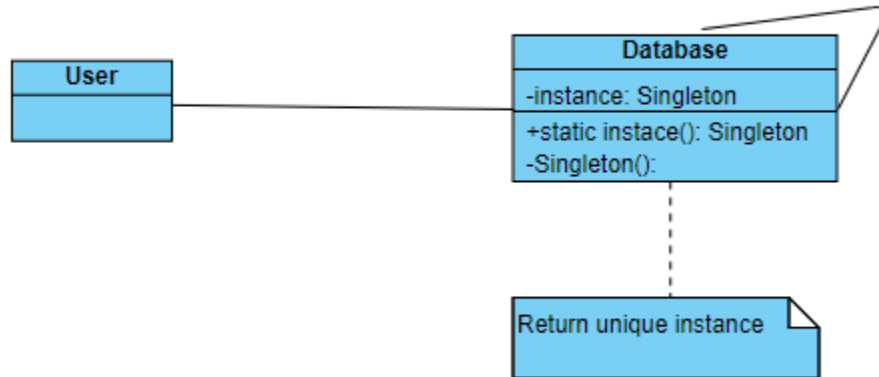 User
Database
-instance: Singleton
+static instace(): Singleton
-Singleton():
Return unique instance